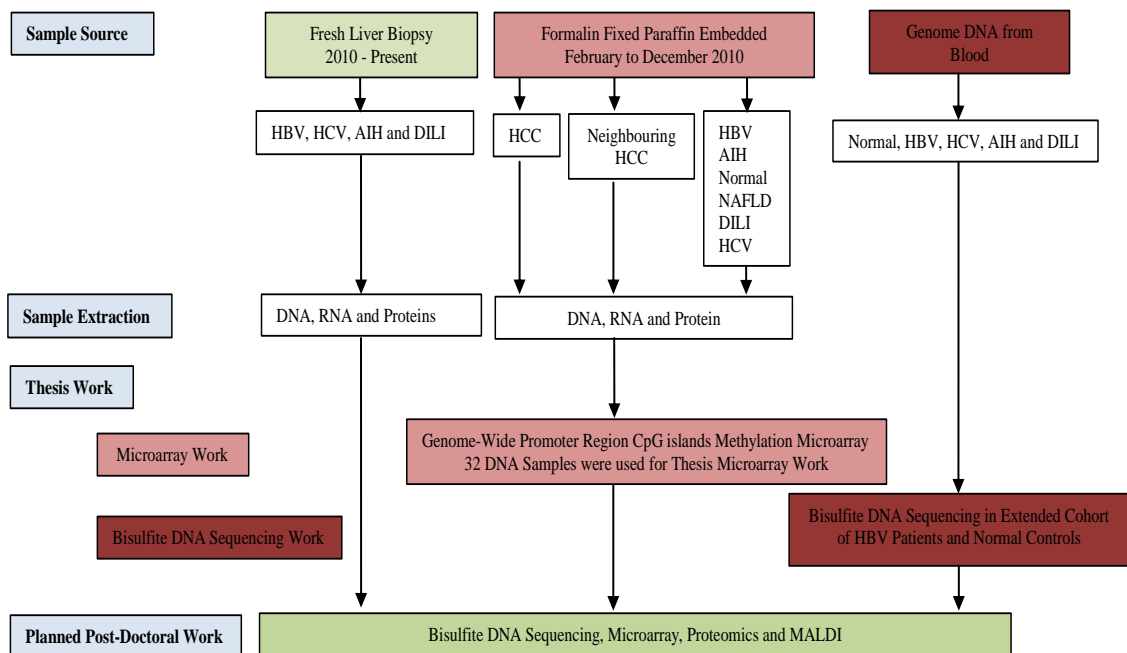 Sample Source
Fresh Liver Biopsy
2010 - Present
Formalin Fixed Paraffin Embedded
February to December 2010
Genome DNA from
Blood
HBV, HCV, AIH and DILI
HCC
Neighbouring
HCC
HBV
AIH
Normal
NAFLD
DILI
HCV
Normal, HBV, HCV, AIH and DILI
Sample Extraction
DNA, RNA and Proteins
DNA, RNA and Protein
Thesis Work
Microarray Work
Genome-Wide Promoter Region CpG islands Methylation Microarray
32 DNA Samples were used for Thesis Microarray Work
Bisulfite DNA Sequencing Work
Bisulfite DNA Sequencing in Extended Cohort
of HBV Patients and Normal Controls
Planned Post-Doctoral Work
Bisulfite DNA Sequencing, Microarray, Proteomics and MALDI